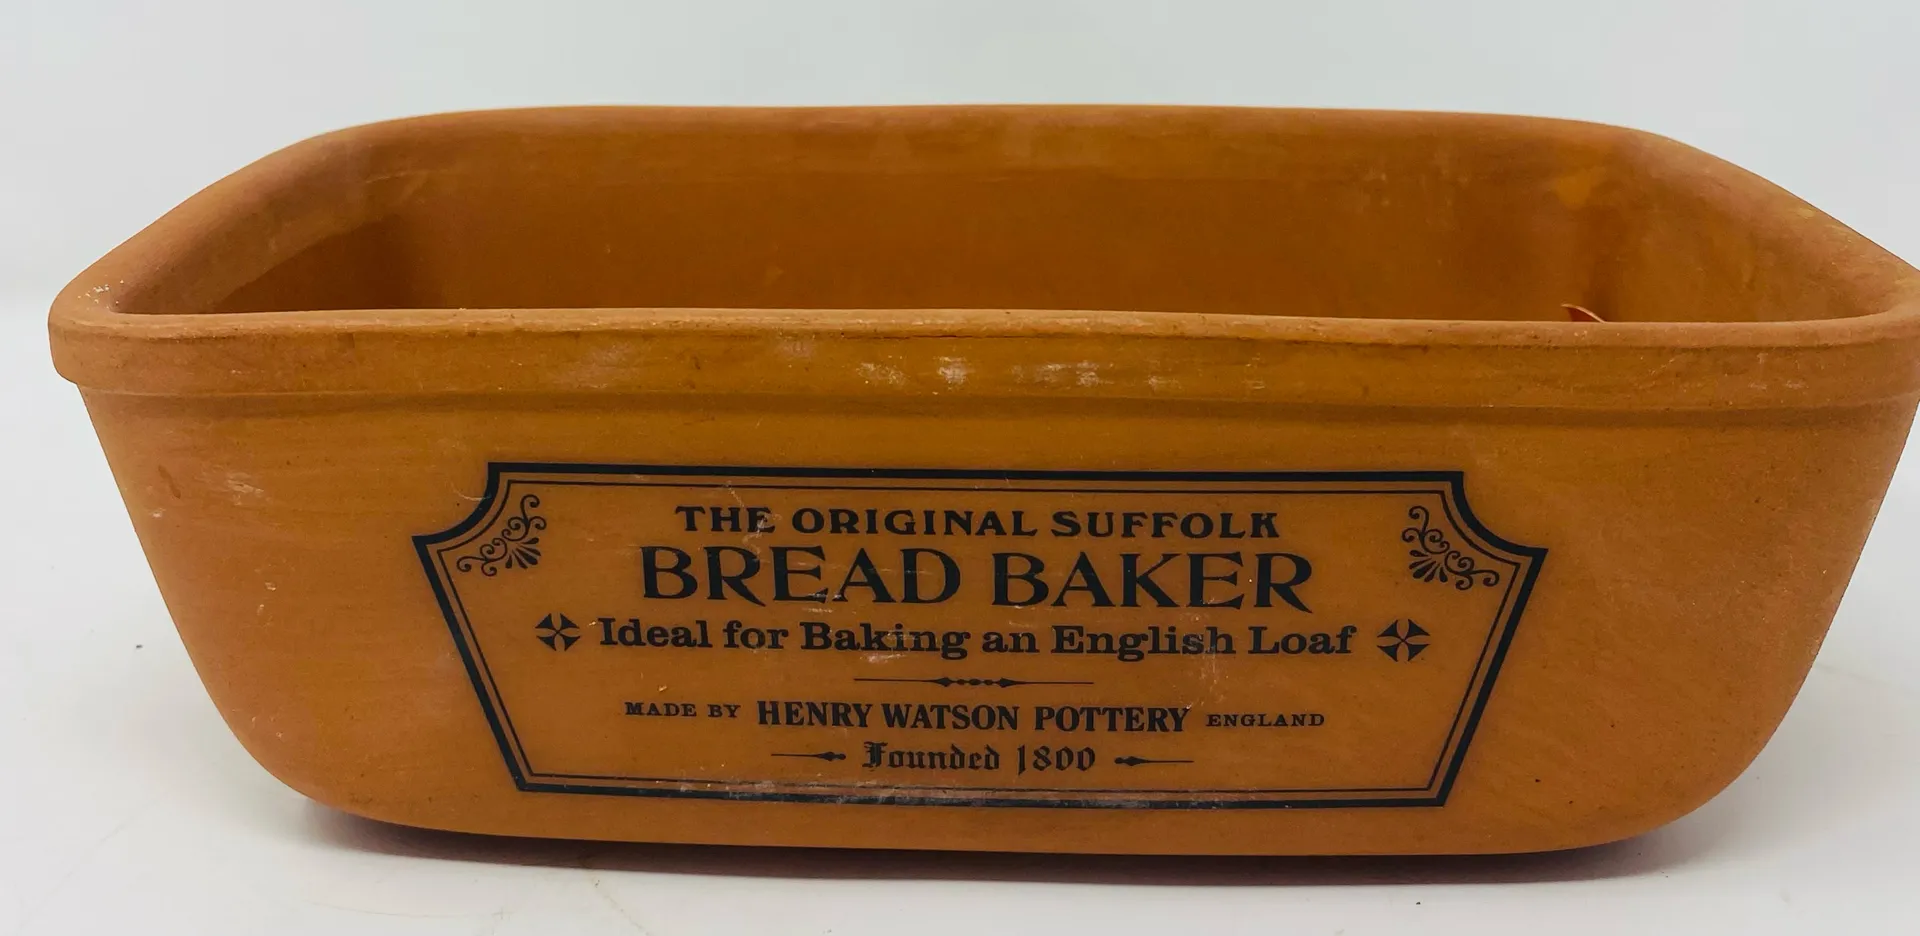 THE ORIGINAL SUFFOLK
BREAD BAKER
Ideal for Baking an English Loaf
MADE BY HENRY WATSON POTTERY ENGLAND
Founded 1800